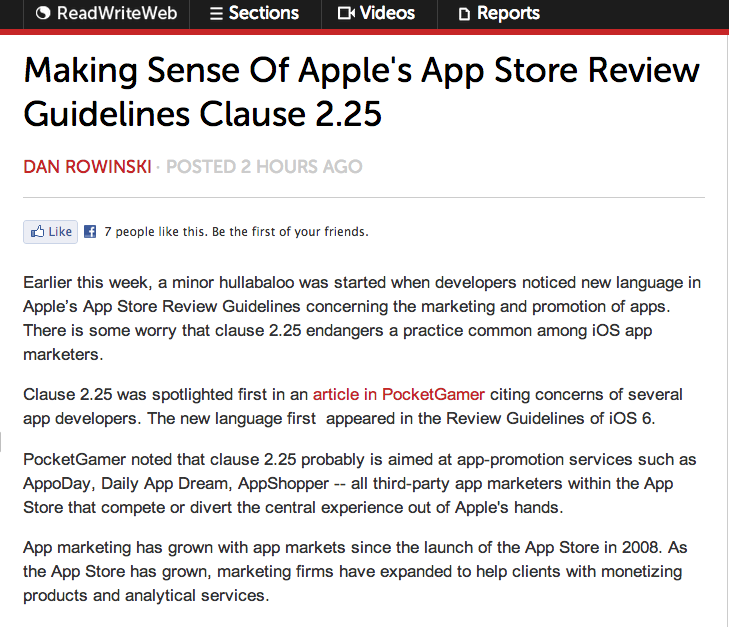 ReadWriteWeb Sections Videos Reports
Making Sense Of Apple's App Store Review
Guidelines Clause 2.25
DAN ROWINSKI · POSTED 2 HOURS AGO
Like 7 people like this. Be the first of your friends.
Earlier this week, a minor hullabaloo was started when developers noticed new language in
Apple’s App Store Review Guidelines concerning the marketing and promotion of apps.
There is some worry that clause 2.25 endangers a practice common among iOS app
marketers.
Clause 2.25 was spotlighted first in an article in PocketGamer citing concerns of several
app developers. The new language first  appeared in the Review Guidelines of iOS 6.
PocketGamer noted that clause 2.25 probably is aimed at app-promotion services such as
AppoDay, Daily App Dream, AppShopper -- all third-party app marketers within the App
Store that compete or divert the central experience out of Apple's hands.
App marketing has grown with app markets since the launch of the App Store in 2008. As
the App Store has grown, marketing firms have expanded to help clients with monetizing
products and analytical services.